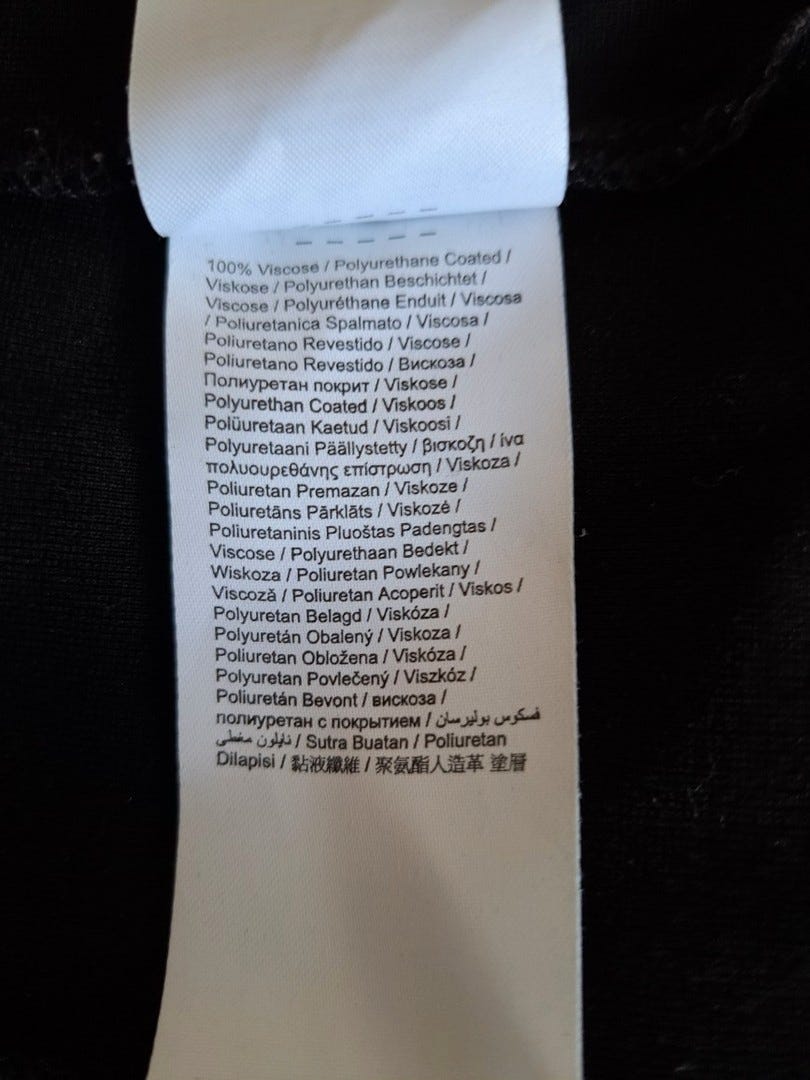 100% Viscose / Polyurethane Coated /
Viskose / Polyurethan Beschichtet /
Viscose / Polyuréthane Enduit / Viscosa
/ Poliuretanica Spalmato / Viscosa /
Poliuretano Revestido / Viscose /
Poliuretano Revestido / Вискоза /
Полиуретан покрит / Viskose /
Polyurethan Coated / Viskoos /
Polüuretaan Kaetud / Viskoosi /
Polyuretaani Päällystetty / βισκοζη / ίνα
πολυουρεθάνης επίστρωση / Viskoza /
Poliuretan Premazan / Viskoze /
Poliuretāns Pārklāts / Viskozė /
Poliuretaninis Pluoštas Padengtas /
Viscose / Polyurethaan Bedekt /
Wiskoza / Poliuretan Powlekany /
Viscoză / Poliuretan Acoperit / Viskos /
Polyuretan Belagd / Viskóza /
Polyuretán Obalený / Viskoza /
Poliuretan Obložena / Viskóza /
Polyuretan Povlečený / Viszkóz /
Poliuretán Bevont / вискоза /
полиуретан с покрытием / فسكوس بوليرسان
نايلون مغطى / Sutra Buatan / Poliuretan
Dilapisi / 黏液纖維 / 聚氨酯人造革 塗層